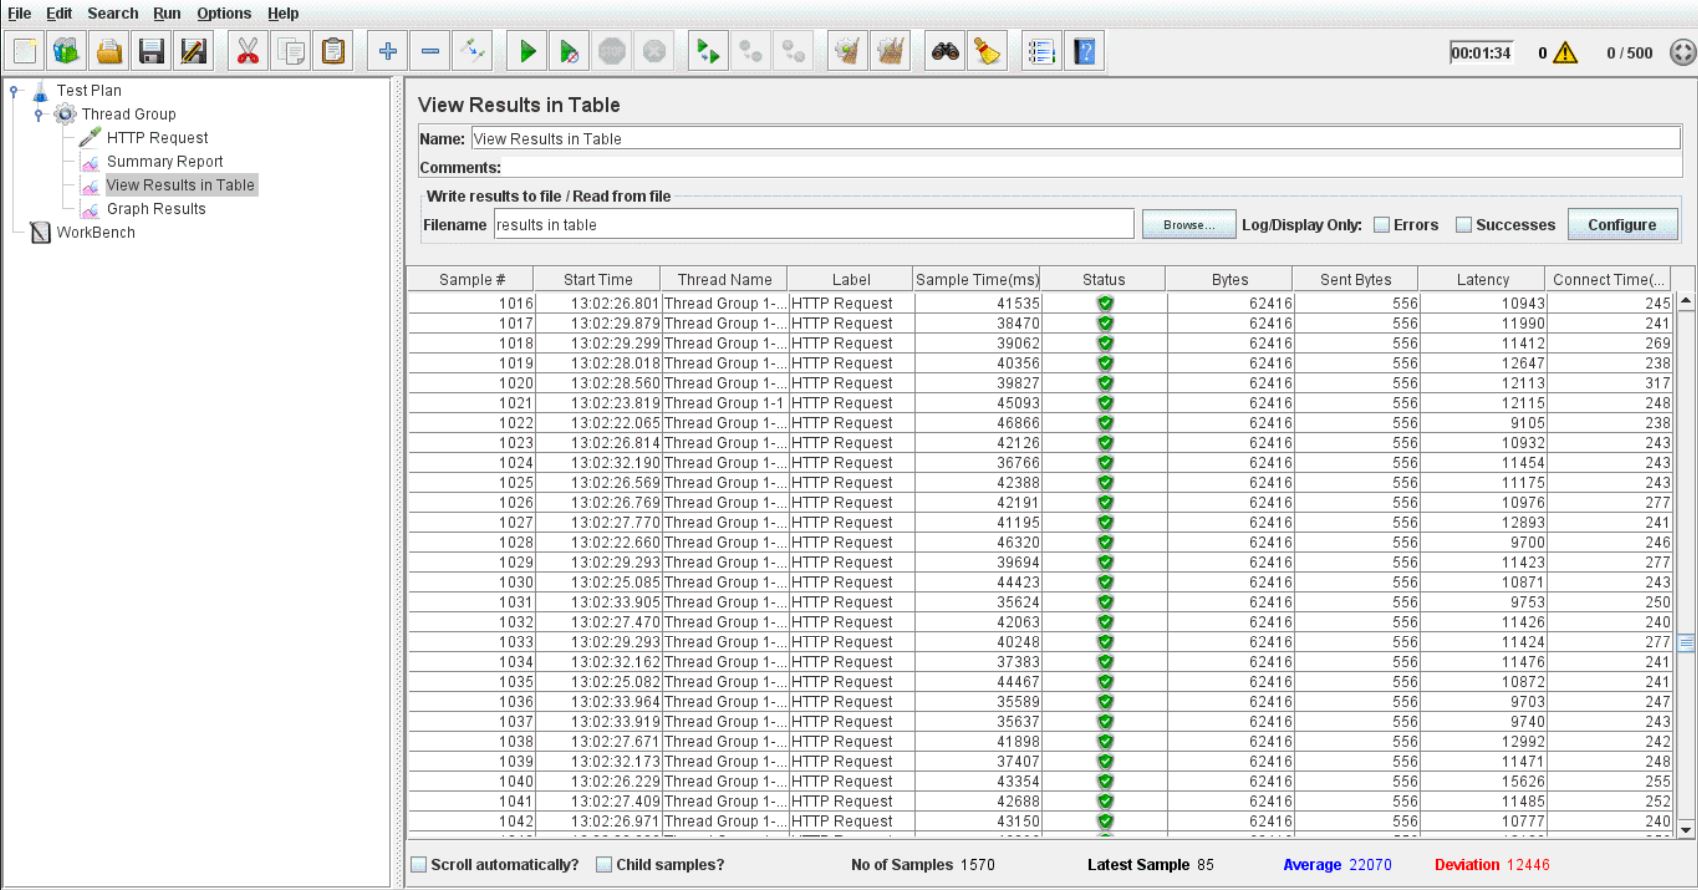 File Edit Search Run Options Help
STOP
00:01:34 0 0 / 500
Test Plan
Thread Group
HTTP Request
Summary Report
View Results in Table
Graph Results
WorkBench
View Results in Table
Name: View Results in Table
Comments:
Write results to file / Read from file
Filename results in table Browse... Log/Display Only: Errors Successes Configure
Sample # Start Time Thread Name Label Sample Time(ms) Status Bytes Sent Bytes Latency Connect Time(...
1016 13:02:26.801 Thread Group 1-... HTTP Request 41535 62416 556 10943 245
1017 13:02:29.879 Thread Group 1-... HTTP Request 38470 62416 556 11990 241
1018 13:02:29.299 Thread Group 1-... HTTP Request 39062 62416 556 11412 269
1019 13:02:28.018 Thread Group 1-... HTTP Request 40356 62416 556 12647 238
1020 13:02:28.560 Thread Group 1-... HTTP Request 39827 62416 556 12113 317
1021 13:02:23.819 Thread Group 1-1 HTTP Request 45093 62416 556 12115 248
1022 13:02:22.065 Thread Group 1-... HTTP Request 46866 62416 556 9105 238
1023 13:02:26.814 Thread Group 1-... HTTP Request 42126 62416 556 10932 243
1024 13:02:32.190 Thread Group 1-... HTTP Request 36766 62416 556 11454 243
1025 13:02:26.569 Thread Group 1-... HTTP Request 42388 62416 556 11175 243
1026 13:02:26.769 Thread Group 1-... HTTP Request 42191 62416 556 10976 277
1027 13:02:27.770 Thread Group 1-... HTTP Request 41195 62416 556 12893 241
1028 13:02:22.660 Thread Group 1-... HTTP Request 46320 62416 556 9700 246
1029 13:02:29.293 Thread Group 1-... HTTP Request 39694 62416 556 11423 277
1030 13:02:25.085 Thread Group 1-... HTTP Request 44423 62416 556 10871 243
1031 13:02:33.905 Thread Group 1-... HTTP Request 35624 62416 556 9753 250
1032 13:02:27.470 Thread Group 1-... HTTP Request 42063 62416 556 11426 240
1033 13:02:29.293 Thread Group 1-... HTTP Request 40248 62416 556 11424 277
1034 13:02:32.162 Thread Group 1-... HTTP Request 37383 62416 556 11476 241
1035 13:02:25.082 Thread Group 1-... HTTP Request 44467 62416 556 10872 241
1036 13:02:33.964 Thread Group 1-... HTTP Request 35589 62416 556 9703 247
1037 13:02:33.919 Thread Group 1-... HTTP Request 35637 62416 556 9740 243
1038 13:02:27.671 Thread Group 1-... HTTP Request 41898 62416 556 12992 242
1039 13:02:32.173 Thread Group 1-... HTTP Request 37407 62416 556 11471 248
1040 13:02:26.229 Thread Group 1-... HTTP Request 43354 62416 556 15626 255
1041 13:02:27.409 Thread Group 1-... HTTP Request 42688 62416 556 11485 252
1042 13:02:26.971 Thread Group 1-... HTTP Request 43150 62416 556 10777 240
Scroll automatically? Child samples? No of Samples 1570 Latest Sample 85 Average 22070 Deviation 12446